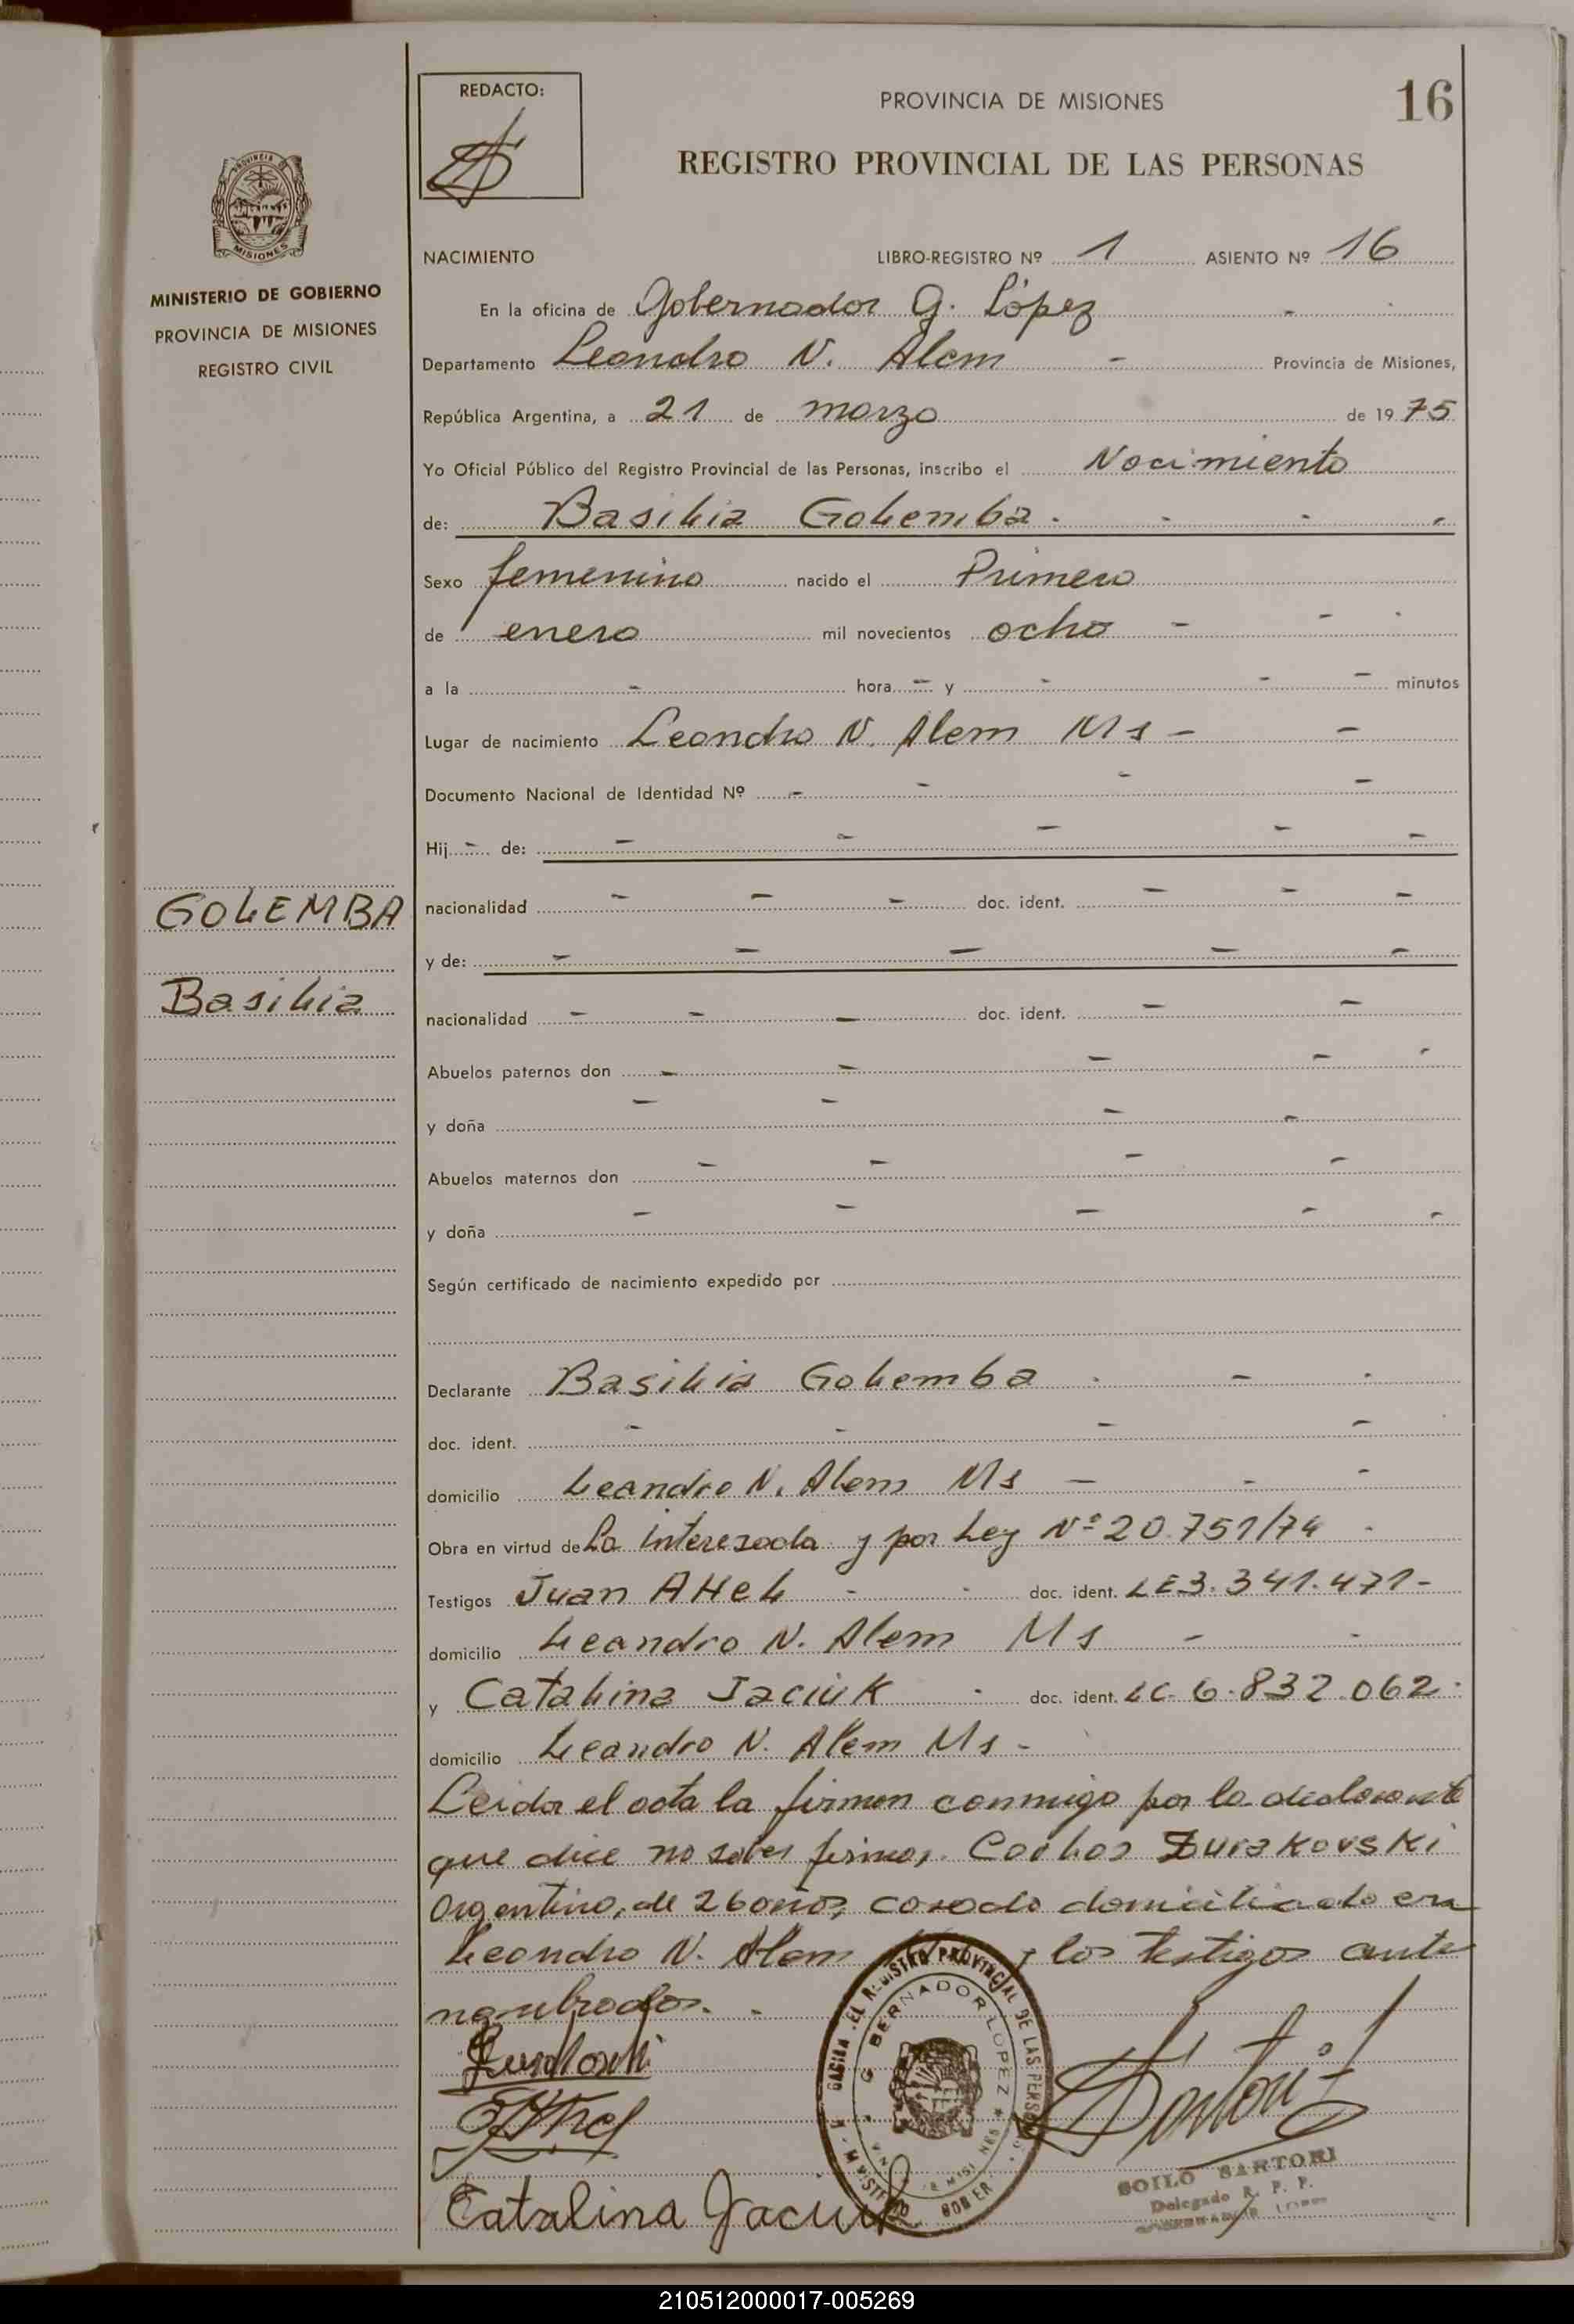 REDACTO:
PROVINCIA DE MISIONES
16
REGISTRO PROVINCIAL DE LAS PERSONAS
PROVINCIA DE
MISIONES
MINISTERIO DE GOBIERNO
PROVINCIA DE MISIONES
REGISTRO CIVIL
NACIMIENTO LIBRO-REGISTRO Nº 1 ASIENTO Nº 16
En la oficina de Gobernador G. López -
Departamento Leandro N. Alem - Provincia de Misiones,
República Argentina, a 21 de marzo de 1975
Yo Oficial Público del Registro Provincial de las Personas, inscribo el Nacimiento
de: Basilia Golemba. - - -
Sexo femenino nacido el Primero
de enero mil novecientos ocho - - -
a la - hora - y - - - minutos
Lugar de nacimiento Leandro N. Alem Ms - -
Documento Nacional de Identidad Nº - - - -
Hij - de: - - - - -
GOLEMBA
Basilia
nacionalidad - - - doc. ident. - - -
y de: - - - - -
nacionalidad - - - doc. ident. - -
Abuelos paternos don - - - - -
y doña - - - -
Abuelos maternos don - - - -
y doña - - - - -
Según certificado de nacimiento expedido por
Declarante Basilia Golemba . - -
doc. ident. - - - -
domicilio Leandro N. Alem Ms - - -
Obra en virtud de La interesada y por Ley Nº 20.751/74 -
Testigos Juan AHel - - doc. ident. LE 3.341.471-
domicilio Leandro N. Alem Ms - -
y Catalina Jaciuk - doc. ident. LC- 6.832.062.
domicilio Leandro N. Alem Ms -
Leida el acta la firman conmigo por la declarante
que dice no saber firmar, Carlos Zurakovski
argentino, de 26 años, casado domiciliado en
Leandro N. Alem y los testigos ante
nombrados. -
Catalina Jaciuk
GOBERNADOR LOPEZ
SOILO SARTORI
Delegado R. P. P.
210512000017-005269